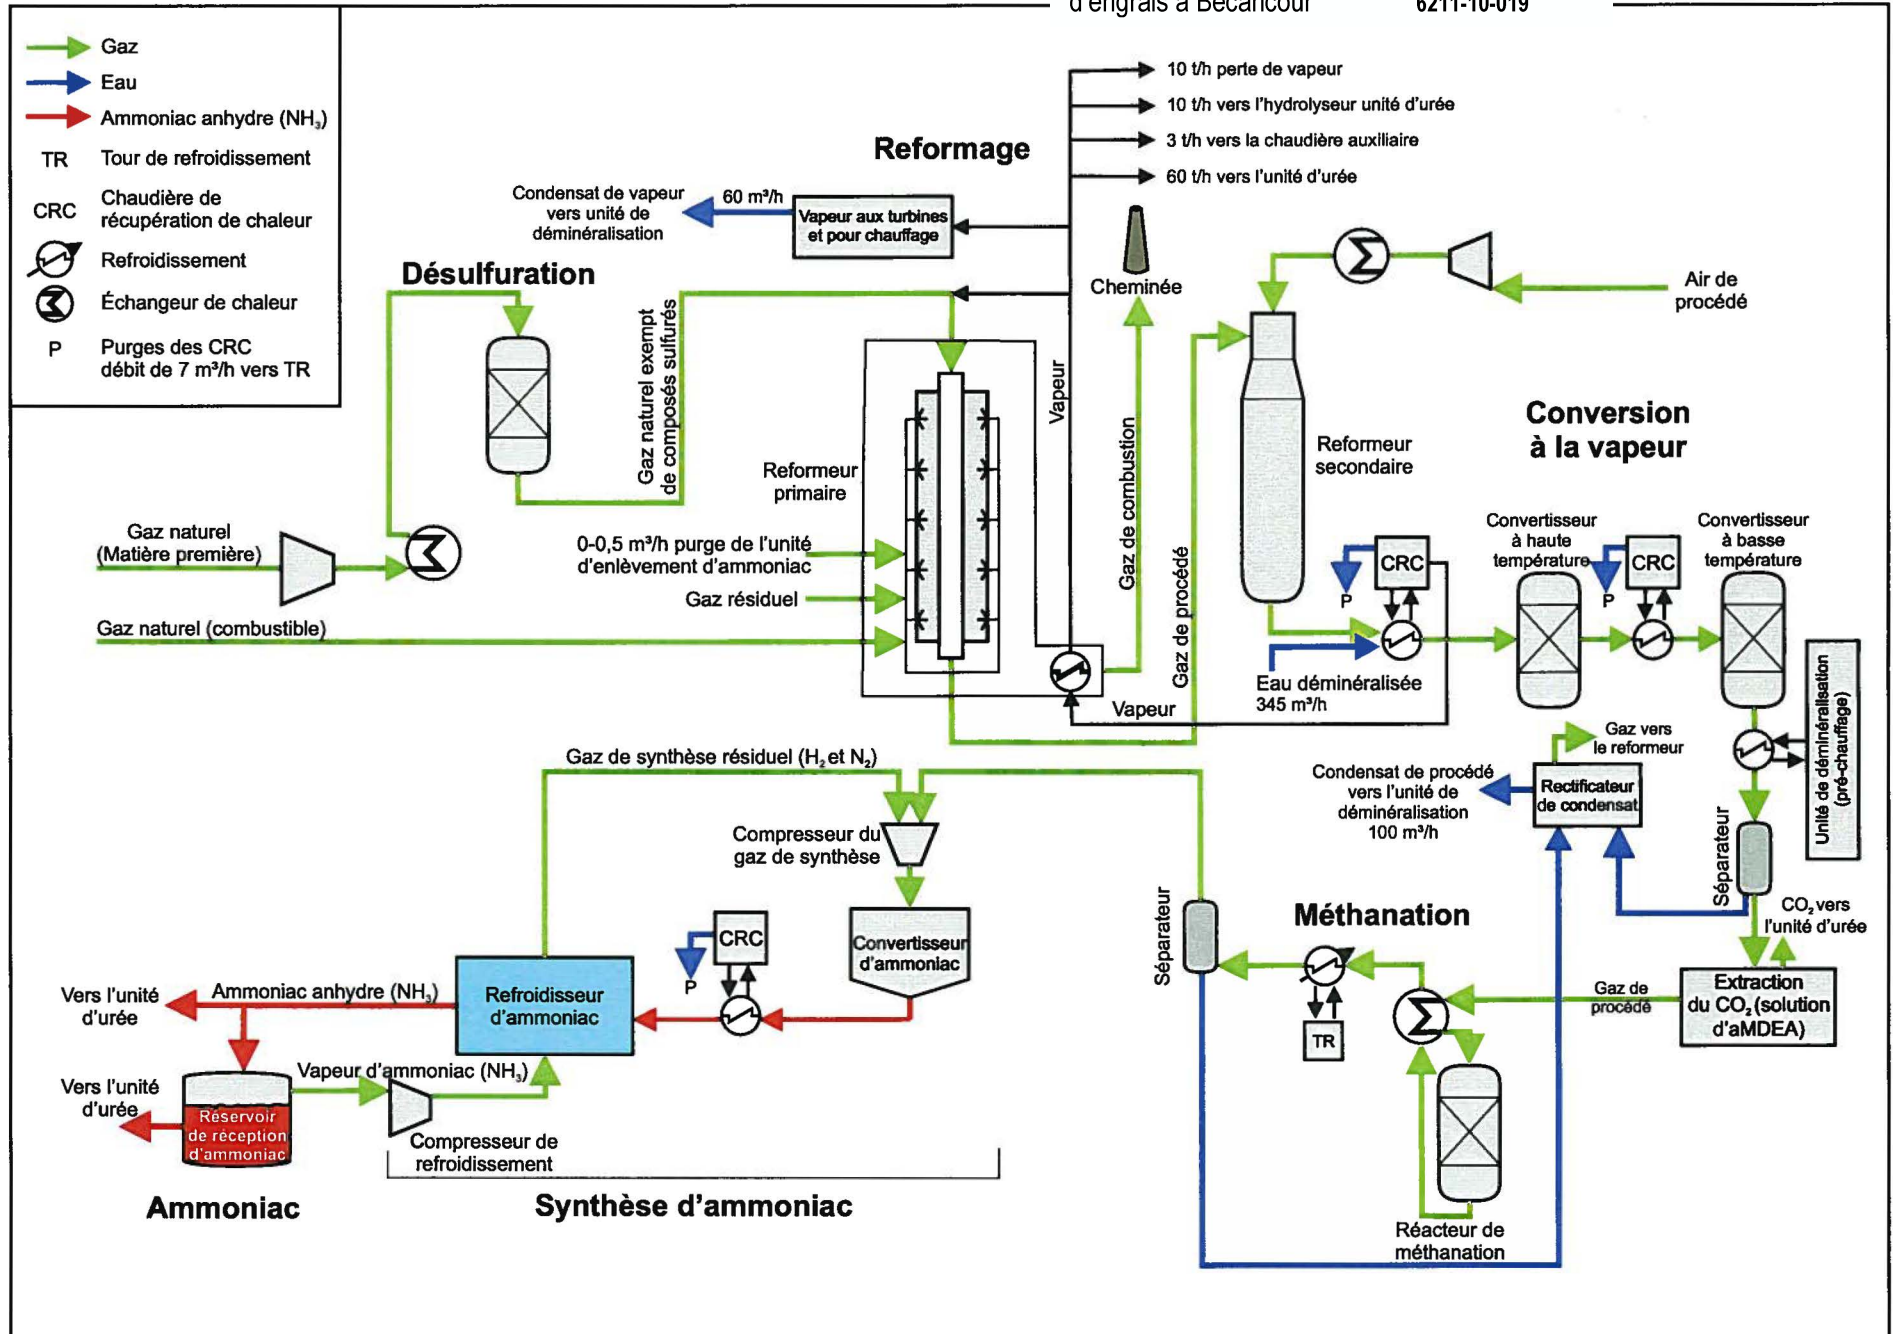 d'engrais à Bécancour
6211-10-019
Gaz
Eau
Ammoniac anhydre (NH₃)
TR Tour de refroidissement
CRC Chaudière de
récupération de chaleur
Refroidissement
Échangeur de chaleur
P Purges des CRC
débit de 7 m³/h vers TR
10 t/h perte de vapeur
10 t/h vers l'hydrolyseur unité d'urée
3 t/h vers la chaudière auxiliaire
60 t/h vers l'unité d'urée
Reformage
Condensat de vapeur
vers unité de
déminéralisation
60 m³/h
Vapeur aux turbines
et pour chauffage
Cheminée
Air de
procédé
Désulfuration
Gaz naturel exempt
de composés sulfurés
Vapeur
Gaz de combustion
Gaz de procédé
Reformeur
primaire
Reformeur
secondaire
Conversion
à la vapeur
Gaz naturel
(Matière première)
0-0,5 m³/h purge de l'unité
d'enlèvement d'ammoniac
Gaz résiduel
Gaz naturel (combustible)
Convertisseur
à haute
température
Convertisseur
à basse
température
CRC
P
CRC
P
Eau déminéralisée
345 m³/h
Vapeur
Unité de déminéralisation
(pré-chauffage)
Gaz vers
le reformeur
Condensat de procédé
vers l'unité de
déminéralisation
100 m³/h
Rectificateur
de condensat
Séparateur
CO₂ vers
l'unité d'urée
Extraction
du CO₂ (solution
d'aMDEA)
Gaz de
procédé
Méthanation
Séparateur
TR
Réacteur de
méthanation
Gaz de synthèse résiduel (H₂ et N₂)
Compresseur du
gaz de synthèse
Convertisseur
d'ammoniac
CRC
P
Refroidisseur
d'ammoniac
Ammoniac anhydre (NH₃)
Vers l'unité
d'urée
Vapeur d'ammoniac (NH₃)
Vers l'unité
d'urée
Réservoir
de réception
d'ammoniac
Compresseur de
refroidissement
Ammoniac
Synthèse d'ammoniac